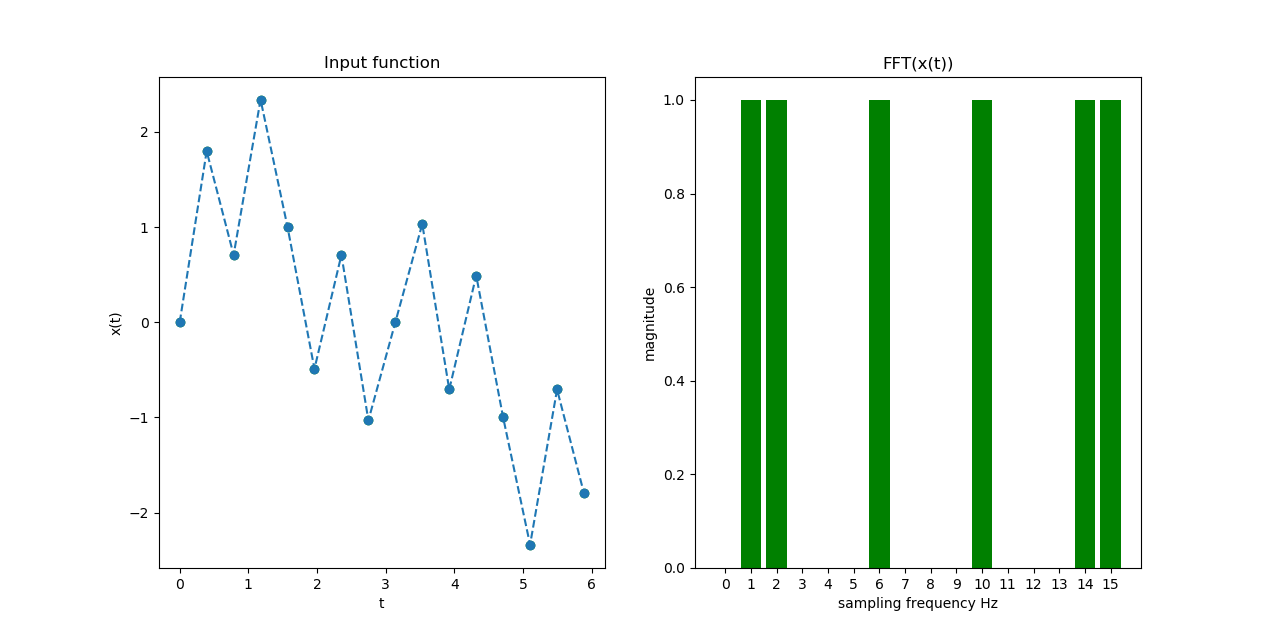 Input function
x(t)
2
1
0
−1
−2
0 1 2 3 4 5 6
t
FFT(x(t))
magnitude
1.0
0.8
0.6
0.4
0.2
0.0
0 1 2 3 4 5 6 7 8 9 10 11 12 13 14 15
sampling frequency Hz